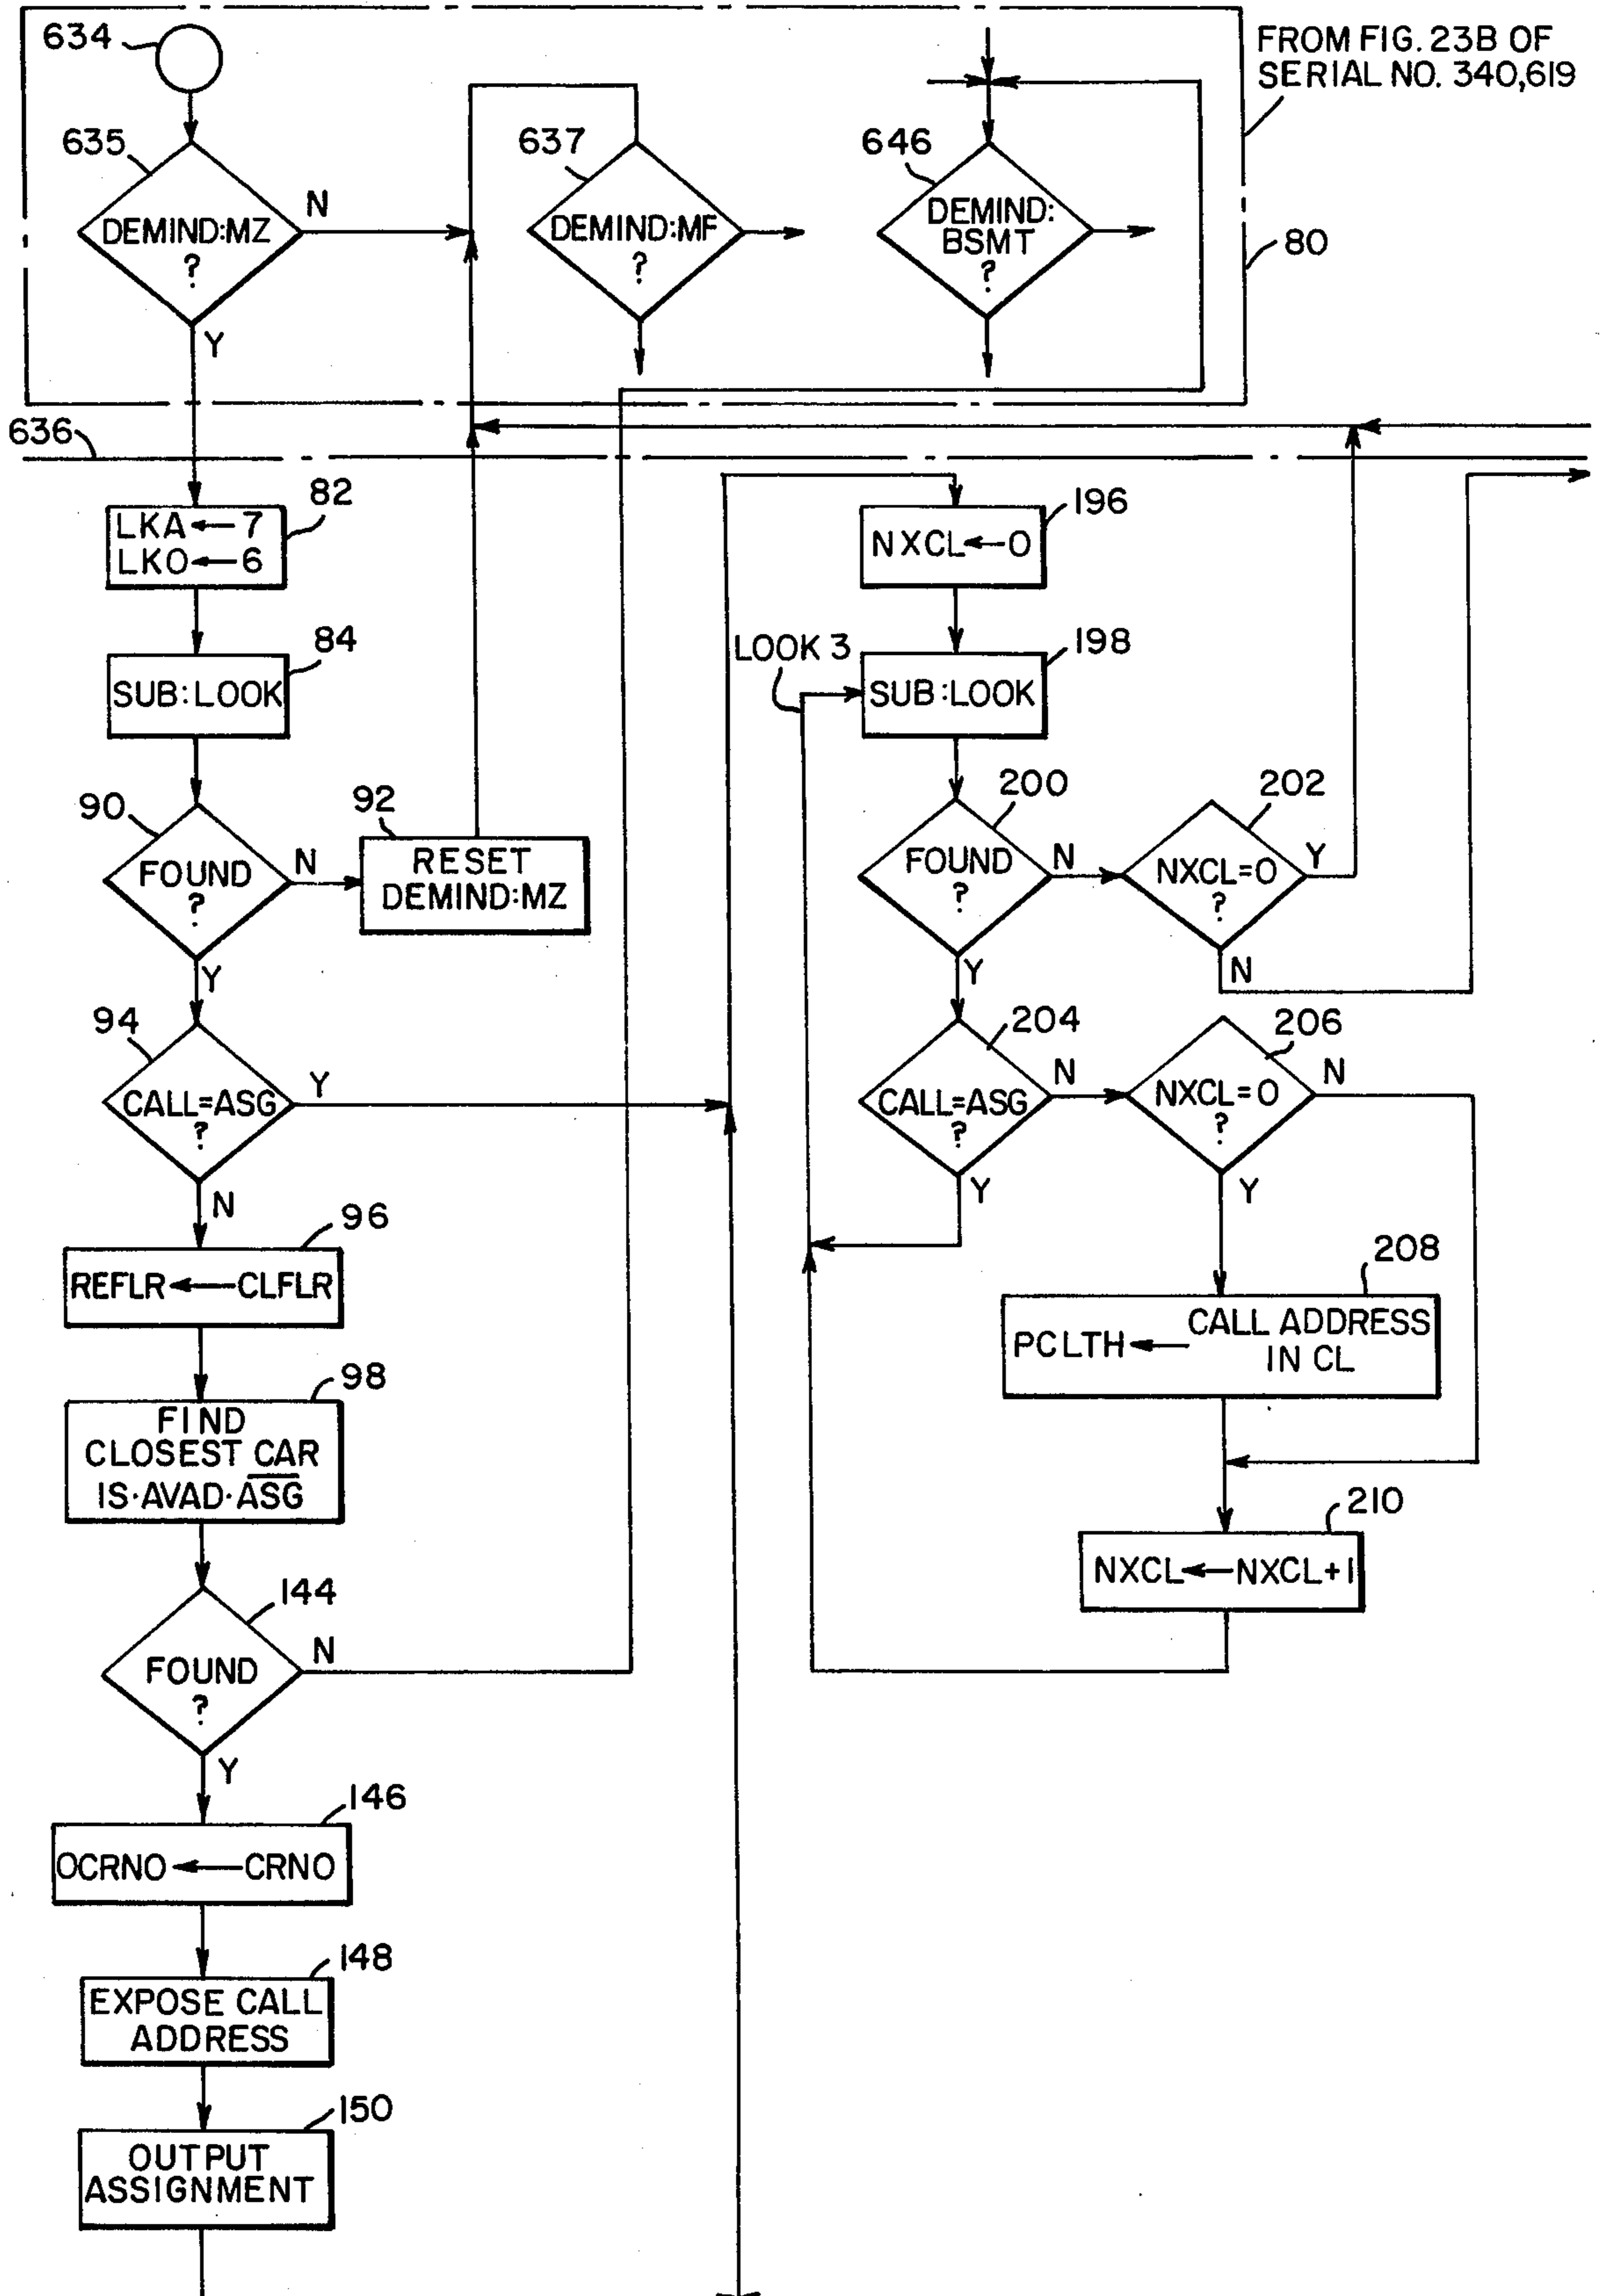 634
FROM FIG. 23B OF
SERIAL NO. 340,619
635
DEMIND:MZ
?
N
Y
637
DEMIND:MF
?
646
DEMIND:
BSMT
?
80
636
82
LKA←7
LKO←6
84
SUB:LOOK
90
FOUND
?
N
Y
92
RESET
DEMIND:MZ
94
CALL=ASG
?
Y
N
96
REFLR←CLFLR
98
FIND
CLOSEST CAR
IS·AVAD·A̅S̅G̅
144
FOUND
?
N
Y
146
OCRNO←CRNO
148
EXPOSE CALL
ADDRESS
150
OUTPUT
ASSIGNMENT
196
NXCL←0
LOOK 3
198
SUB:LOOK
200
FOUND
?
N
Y
202
NXCL=0
?
Y
N
204
CALL=ASG
?
N
Y
206
NXCL=0
?
N
Y
208
PCLTH←CALL ADDRESS
IN CL
210
NXCL←NXCL+1